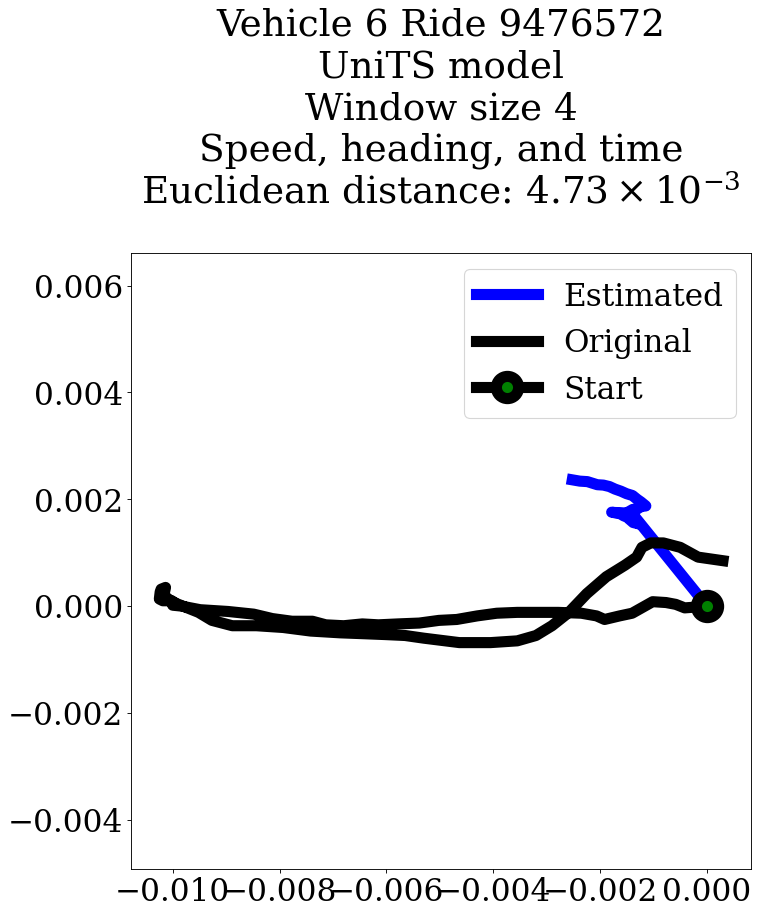 Vehicle 6 Ride 9476572
UniTS model
Window size 4
Speed, heading, and time
Euclidean distance: 4.73 × 10⁻³
Estimated
Original
Start
0.006
0.004
0.002
0.000
−0.002
−0.004
−0.010 −0.008 −0.006 −0.004 −0.002 0.000